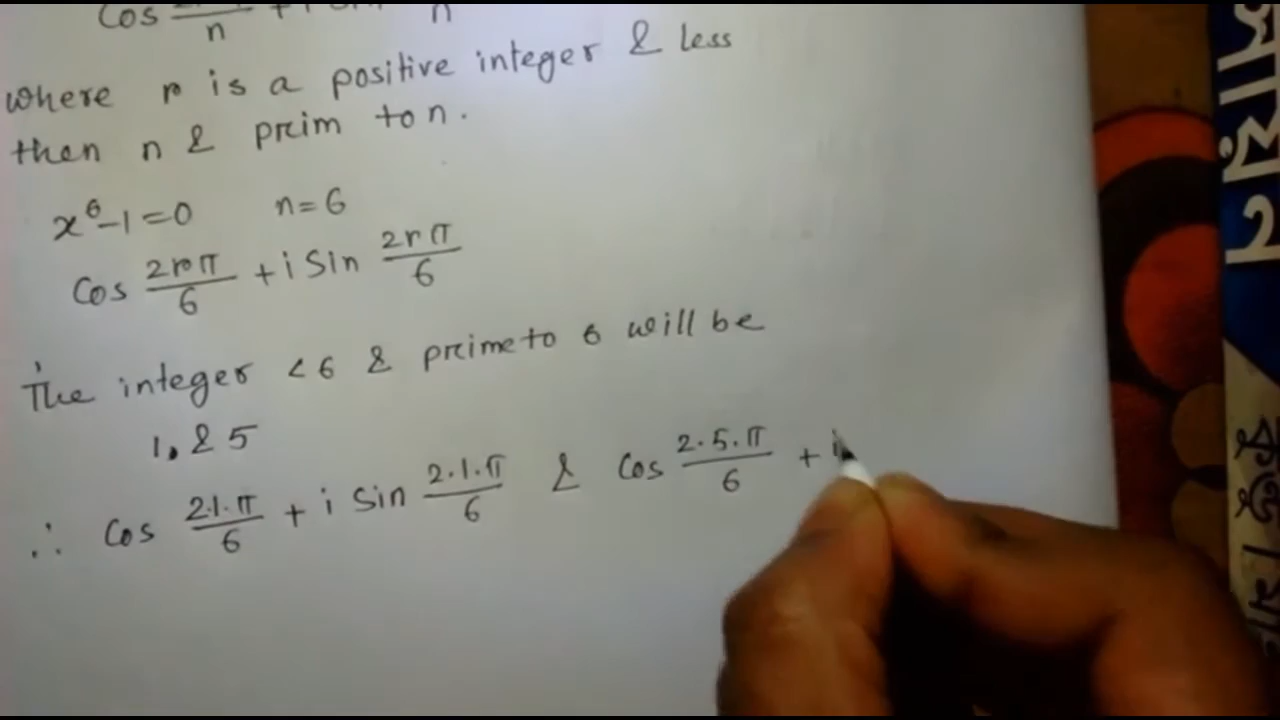 Cos n + i n
where r is a positive integer & less
then n & prim to n.
x⁶-1=0 n=6
Cos 2rπ/6 + i Sin 2rπ/6
The integer <6 & prime to 6 will be
1, & 5
∴ Cos 2.1.π/6 + i Sin 2.1.π/6 & Cos 2.5.π/6 + i